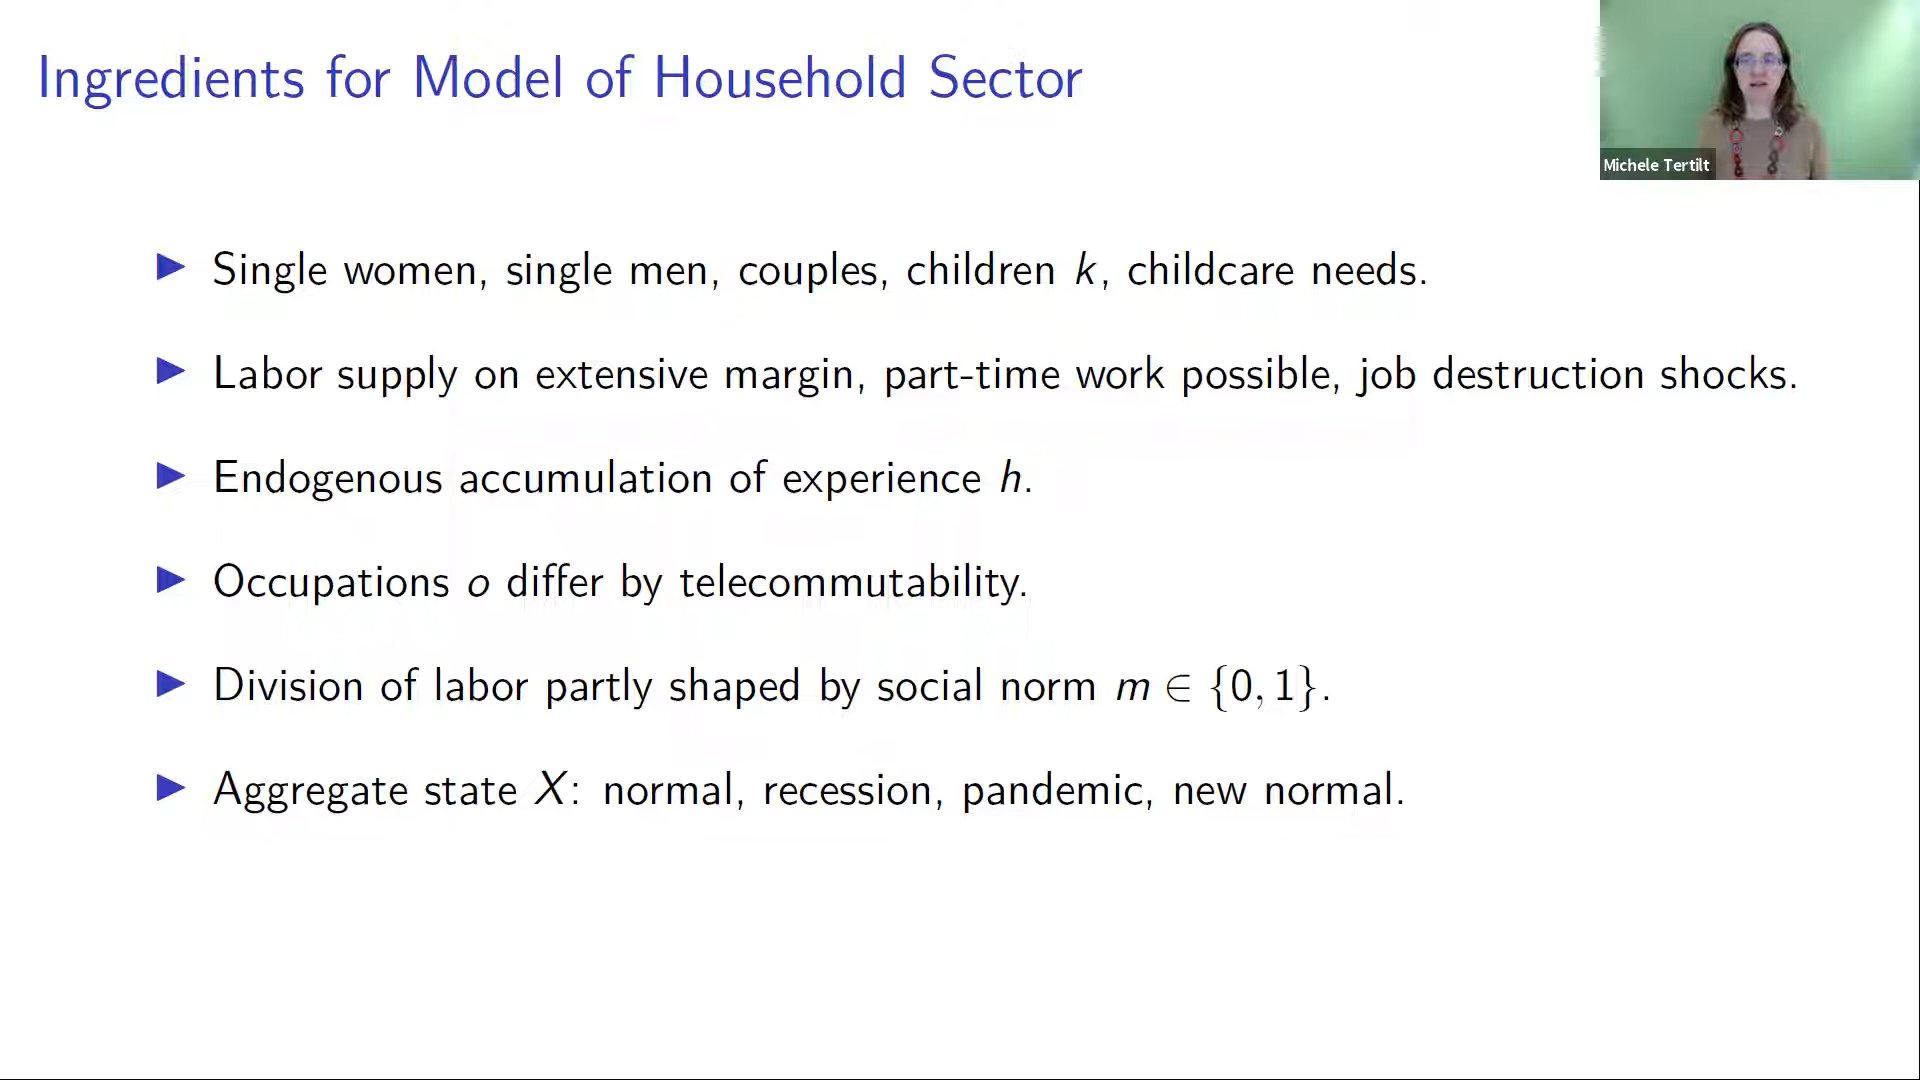 Ingredients for Model of Household Sector
Michele Tertilt
▶ Single women, single men, couples, children k, childcare needs.
▶ Labor supply on extensive margin, part-time work possible, job destruction shocks.
▶ Endogenous accumulation of experience h.
▶ Occupations o differ by telecommutability.
▶ Division of labor partly shaped by social norm m ∈ {0, 1}.
▶ Aggregate state X: normal, recession, pandemic, new normal.